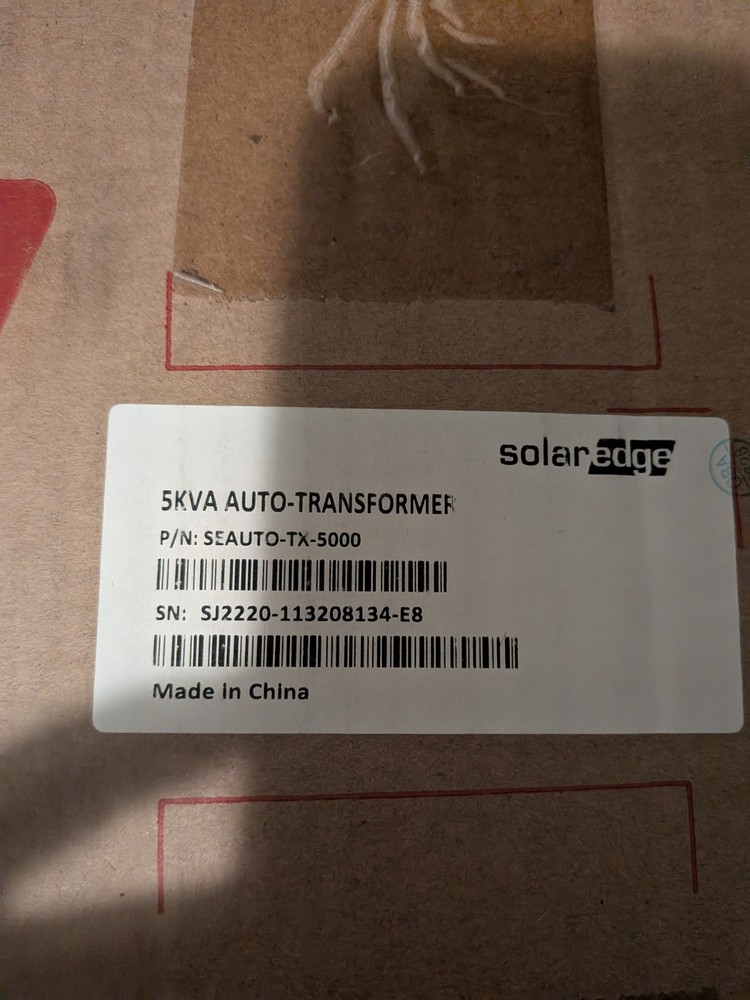 solaredge
5KVA AUTO-TRANSFORMER
P/N: SEAUTO-TX-5000
SN: SJ2220-113208134-E8
Made in China